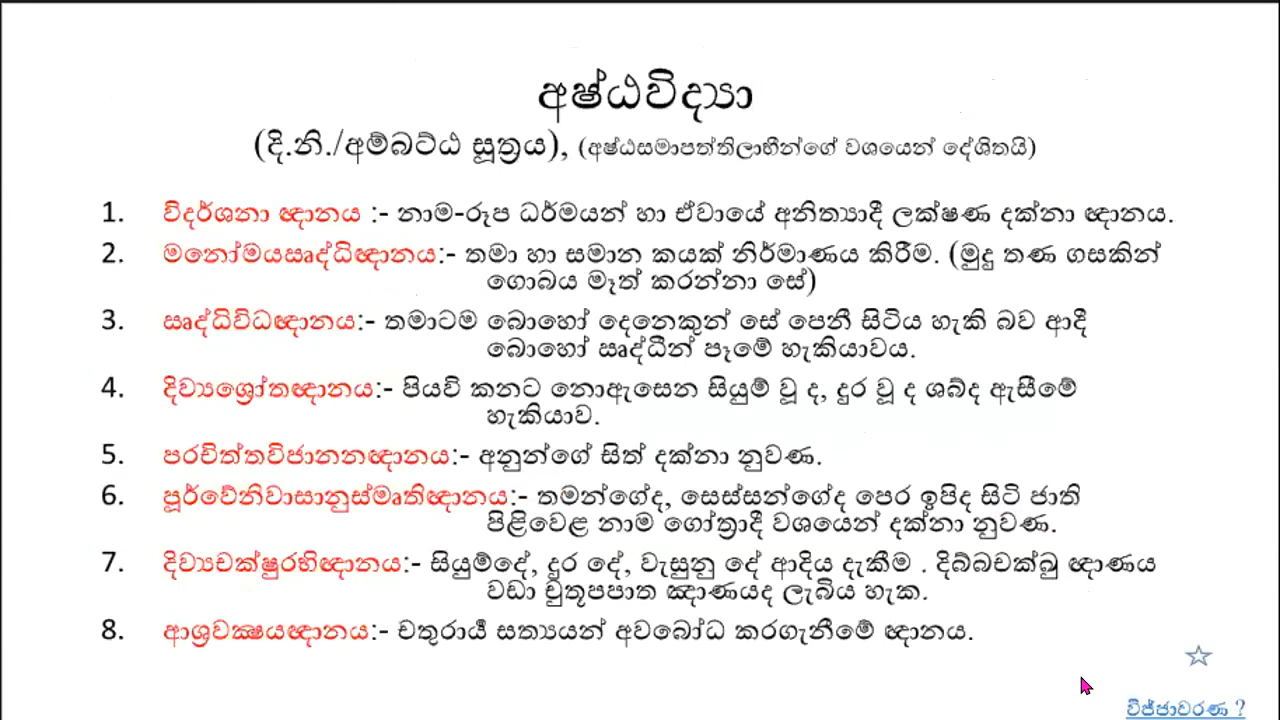 අෂ්ඨවිද්‍යා
(දි.නි./අම්බට්ඨ සූත්‍රය), (අෂ්ඨසමාපත්තිලාභීන්ගේ වශයෙන් දේශිතයි)
1. විදර්ශනා ඥානය :- නාම-රූප ධර්මයන් හා ඒවායේ අනිත්‍යාදී ලක්ෂණ දක්නා ඥානය.
2. මනෝමයඍද්ධිඥානය:- තමා හා සමාන කයක් නිර්මාණය කිරීම. (මුදු තණ ගසකින්
ගොබය මෑත් කරන්නා සේ)
3. ඍද්ධිවිධඥානය:- තමාටම බොහෝ දෙනෙකුන් සේ පෙනී සිටිය හැකි බව ආදී
බොහෝ ඍද්ධීන් පෑමේ හැකියාවය.
4. දිව්‍යශ්‍රෝතඥානය:- පියවි කනට නොඇසෙන සියුම් වූ ද, දුර වූ ද ශබ්ද ඇසීමේ
හැකියාව.
5. පරචිත්තවිජානනඥානය:- අනුන්ගේ සිත් දක්නා නුවණ.
6. පූර්වේනිවාසානුස්මෘතිඥානය:- තමන්ගේද, සෙස්සන්ගේද පෙර ඉපිද සිටි ජාති
පිළිවෙළ නාම ගෝත්‍රාදී වශයෙන් දක්නා නුවණ.
7. දිව්‍යචක්ෂුරභිඥානය:- සියුම්දේ, දුර දේ, වැසුනු දේ ආදිය දැකීම . දිබ්බචක්ඛු ඥාණය
වඩා චුතූපපාත ඤාණයද ලැබිය හැක.
8. ආශ්‍රවක්‍ෂයඥානය:- චතුරාර්‍ය සත්‍යයන් අවබෝධ කරගැනීමේ ඥානය.
විජ්ජාවරණ ?